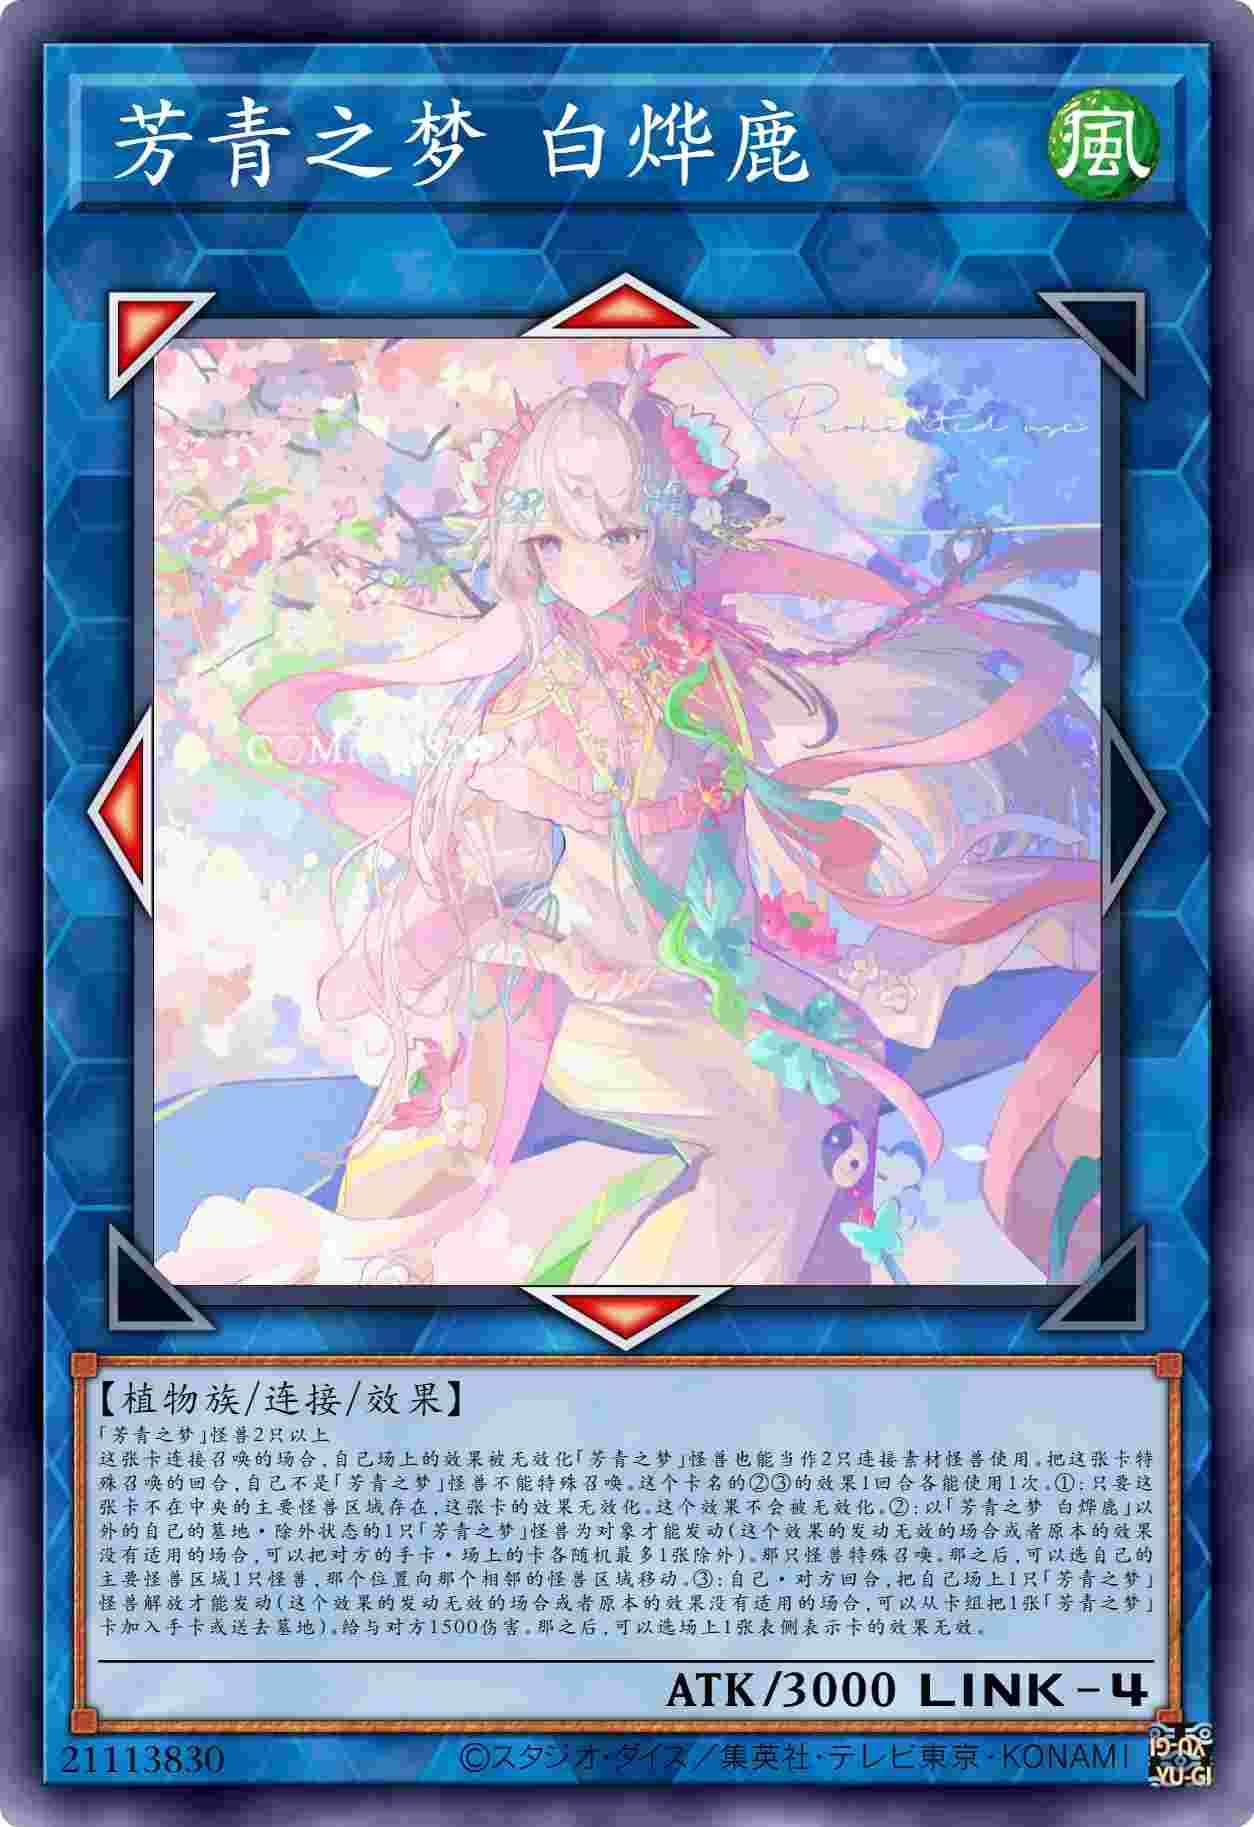 芳青之梦 白烨鹿
風
Prohibited use
【植物族/连接/效果】
「芳青之梦」怪兽2只以上
这张卡连接召唤的场合,自己场上的效果被无效化「芳青之梦」怪兽也能当作2只连接素材怪兽使用。把这张卡特
殊召唤的回合,自己不是「芳青之梦」怪兽不能特殊召唤。这个卡名的②③的效果1回合各能使用1次。①:只要这
张卡不在中央的主要怪兽区域存在,这张卡的效果无效化。这个效果不会被无效化。②:以「芳青之梦 白烨鹿」以
外的自己的墓地・除外状态的1只「芳青之梦」怪兽为对象才能发动(这个效果的发动无效的场合或者原本的效果
没有适用的场合,可以把对方的手卡・场上的卡各随机最多1张除外)。那只怪兽特殊召唤。那之后,可以选自己的
主要怪兽区域1只怪兽,那个位置向那个相邻的怪兽区域移动。③:自己・对方回合,把自己场上1只「芳青之梦」
怪兽解放才能发动(这个效果的发动无效的场合或者原本的效果没有适用的场合,可以从卡组把1张「芳青之梦」
卡加入手卡或送去墓地)。给与对方1500伤害。那之后,可以选场上1张表侧表示卡的效果无效。
ATK/3000 LINK-4
21113830 ©スタジオ・ダイス/集英社・テレビ東京・KONAMI
YU-GI
YU-GI